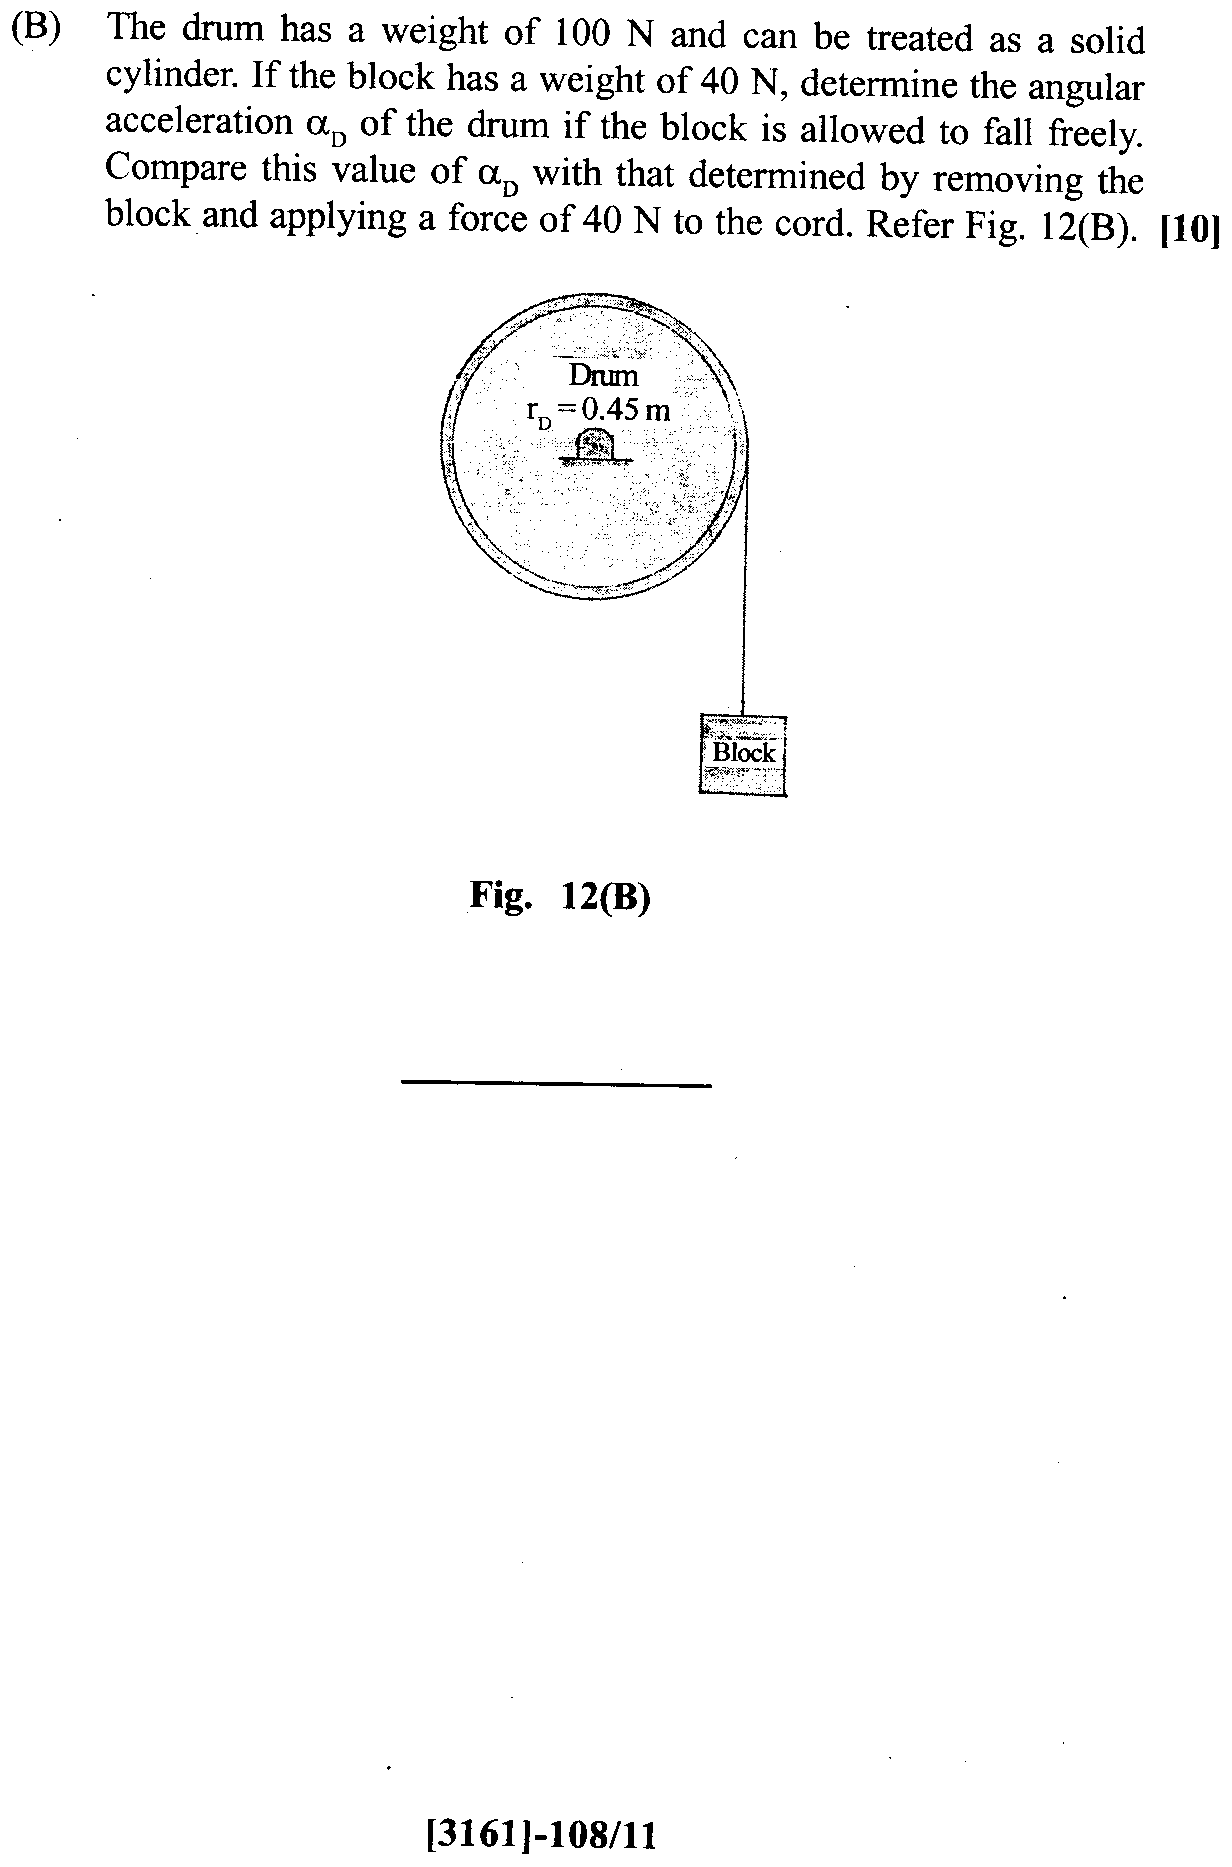 (B) The drum has a weight of 100 N and can be treated as a solid
cylinder. If the block has a weight of 40 N, determine the angular
acceleration α_D of the drum if the block is allowed to fall freely.
Compare this value of α_D with that determined by removing the
block and applying a force of 40 N to the cord. Refer Fig. 12(B). [10]
Drum
r_D = 0.45 m
Block
Fig. 12(B)
[3161]-108/11